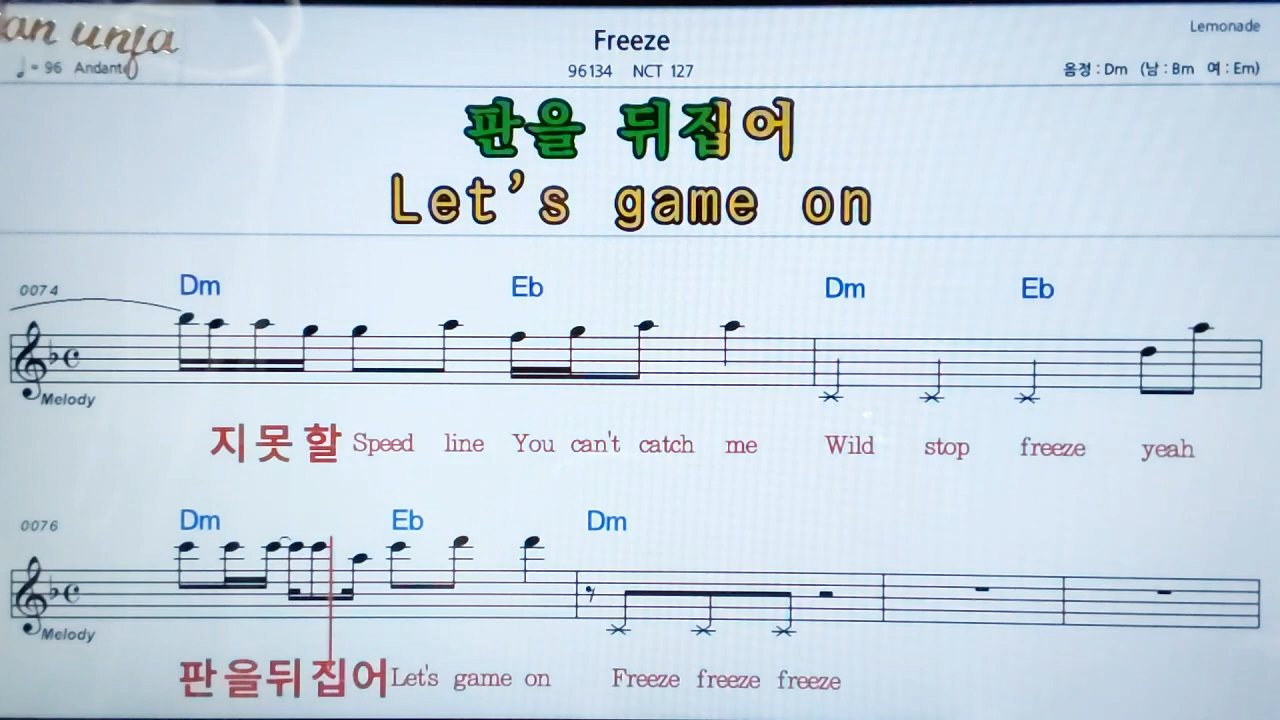 an unja
Lemonade
Freeze
♩= 96 Andante
96134 NCT 127
음정 : Dm (남 : Bm 여 : Em)
판을 뒤집어
Let's game on
0074
Dm Eb Dm Eb
Melody
지못할 Speed line You can't catch me Wild stop freeze yeah
0076
Dm Eb Dm
Melody
판을뒤집어 Let's game on Freeze freeze freeze